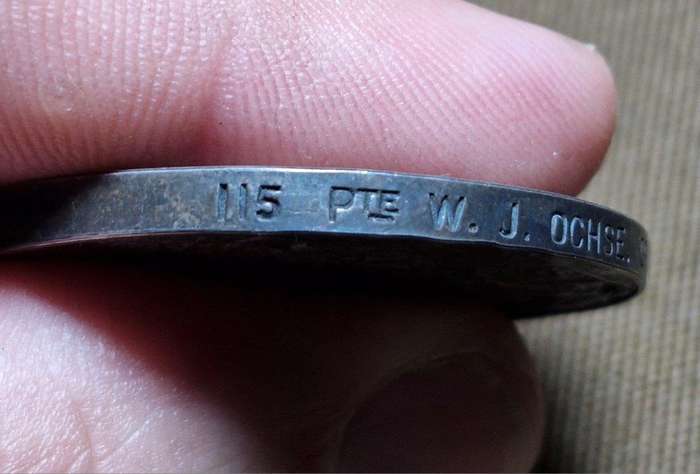 115 PTE W. J. OCHSE.